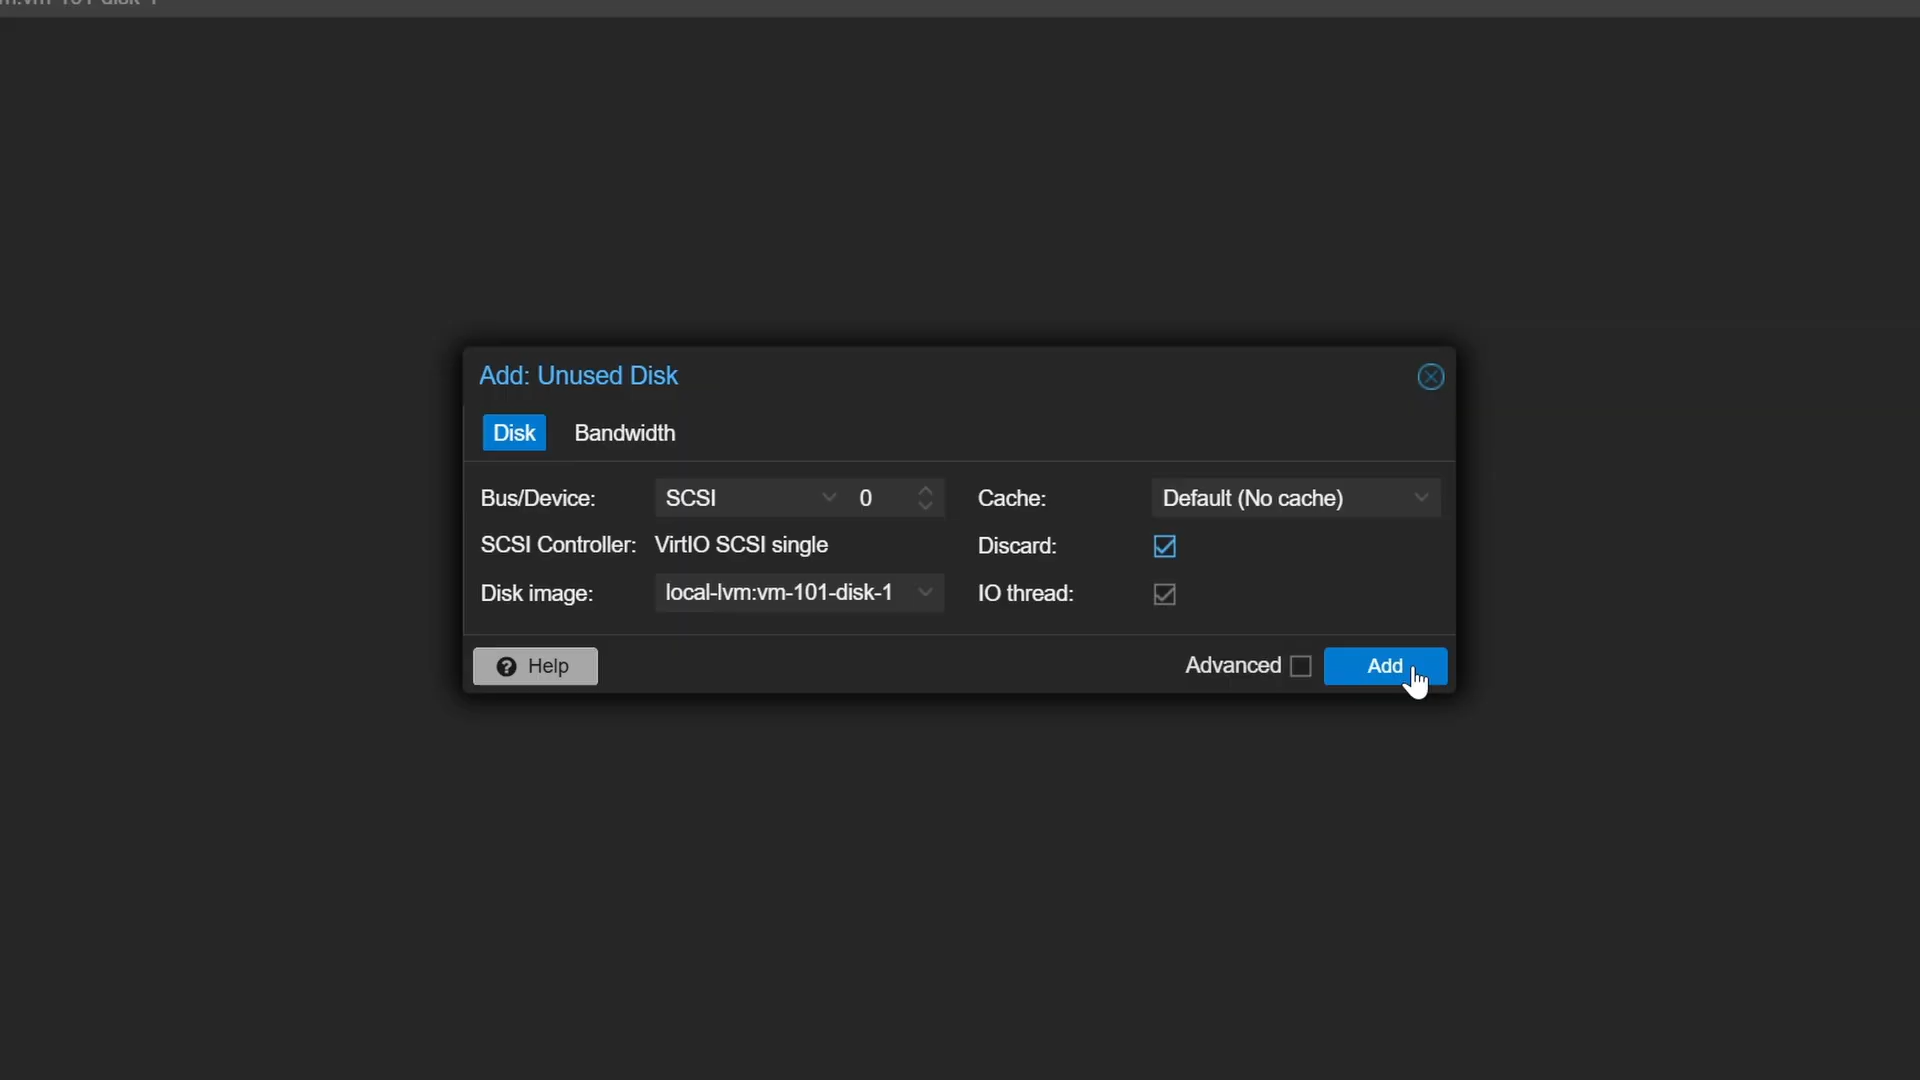 Add: Unused Disk
Disk Bandwidth
Bus/Device: SCSI 0 Cache: Default (No cache)
SCSI Controller: VirtIO SCSI single Discard:
Disk image: local-lvm:vm-101-disk-1 IO thread:
Help Advanced Add